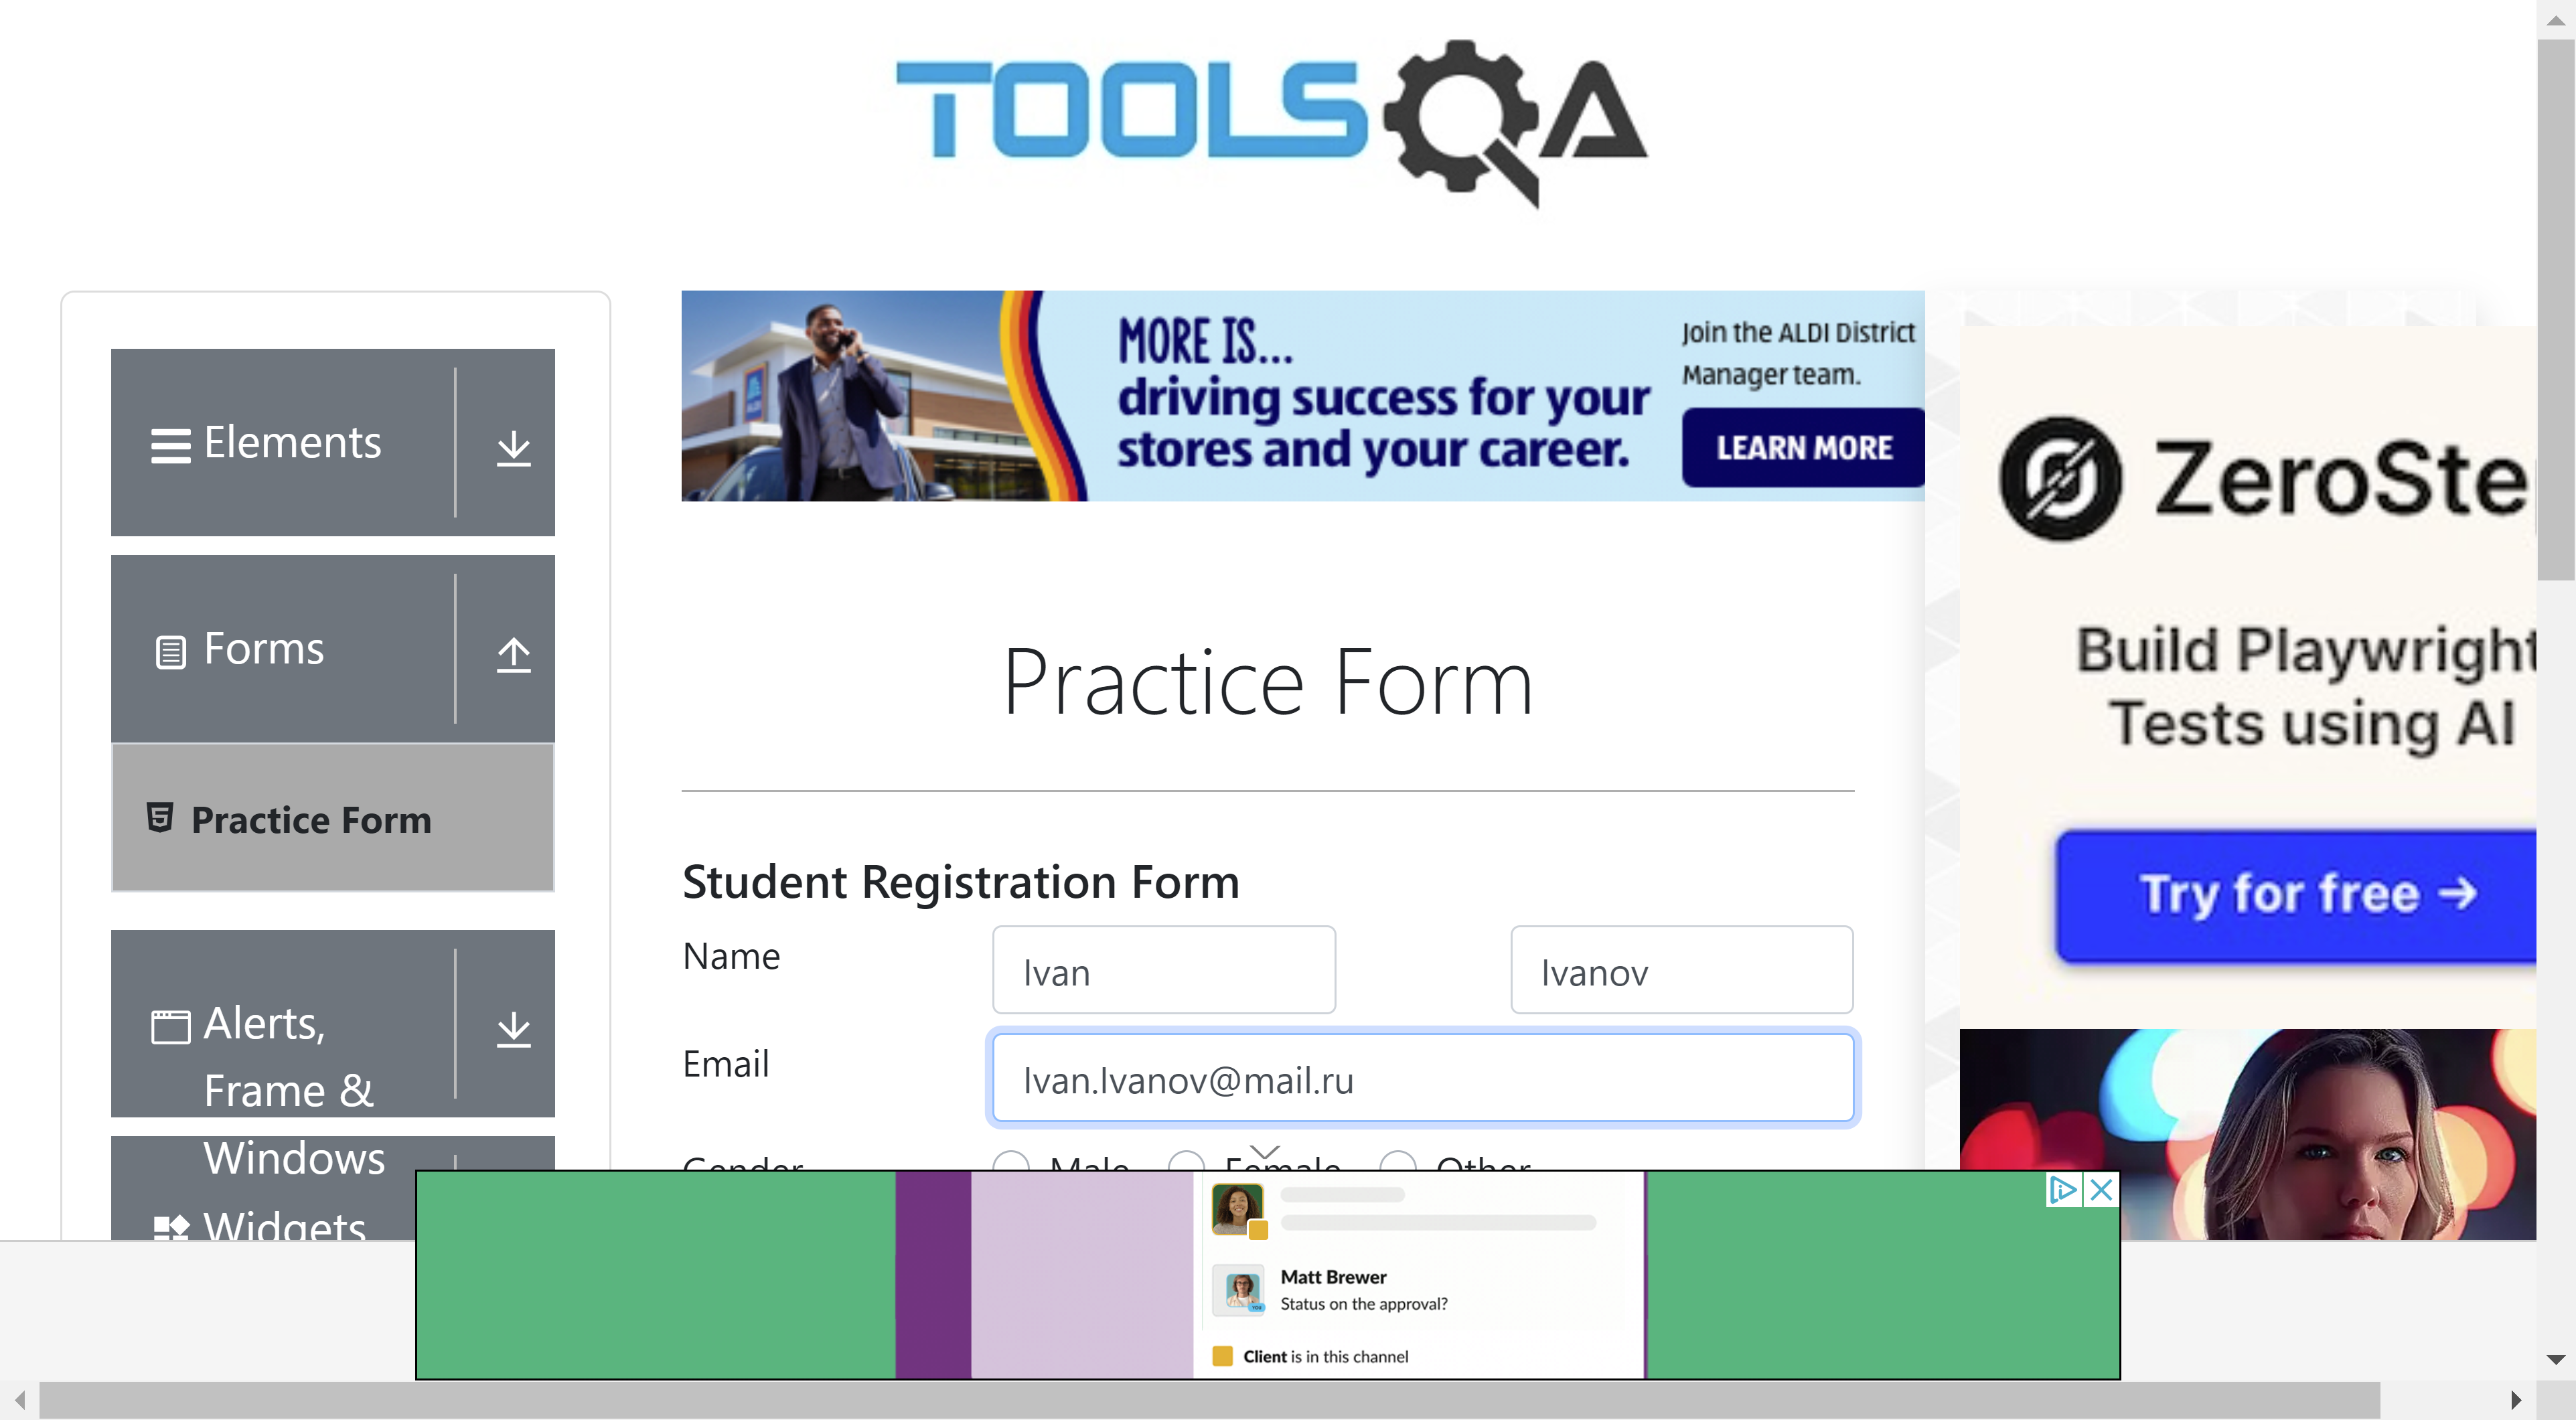 TOOLSQA
Elements
Forms
Practice Form
Alerts,
Frame &
Windows
Widgets
MORE IS...
driving success for your
stores and your career.
Join the ALDI District
Manager team.
LEARN MORE
Practice Form
Student Registration Form
Name
Ivan
Ivanov
Email
Ivan.Ivanov@mail.ru
Gender
Male
Female
Other
ZeroSte
Build Playwright
Tests using AI
Try for free →
Matt Brewer
Status on the approval?
Client is in this channel